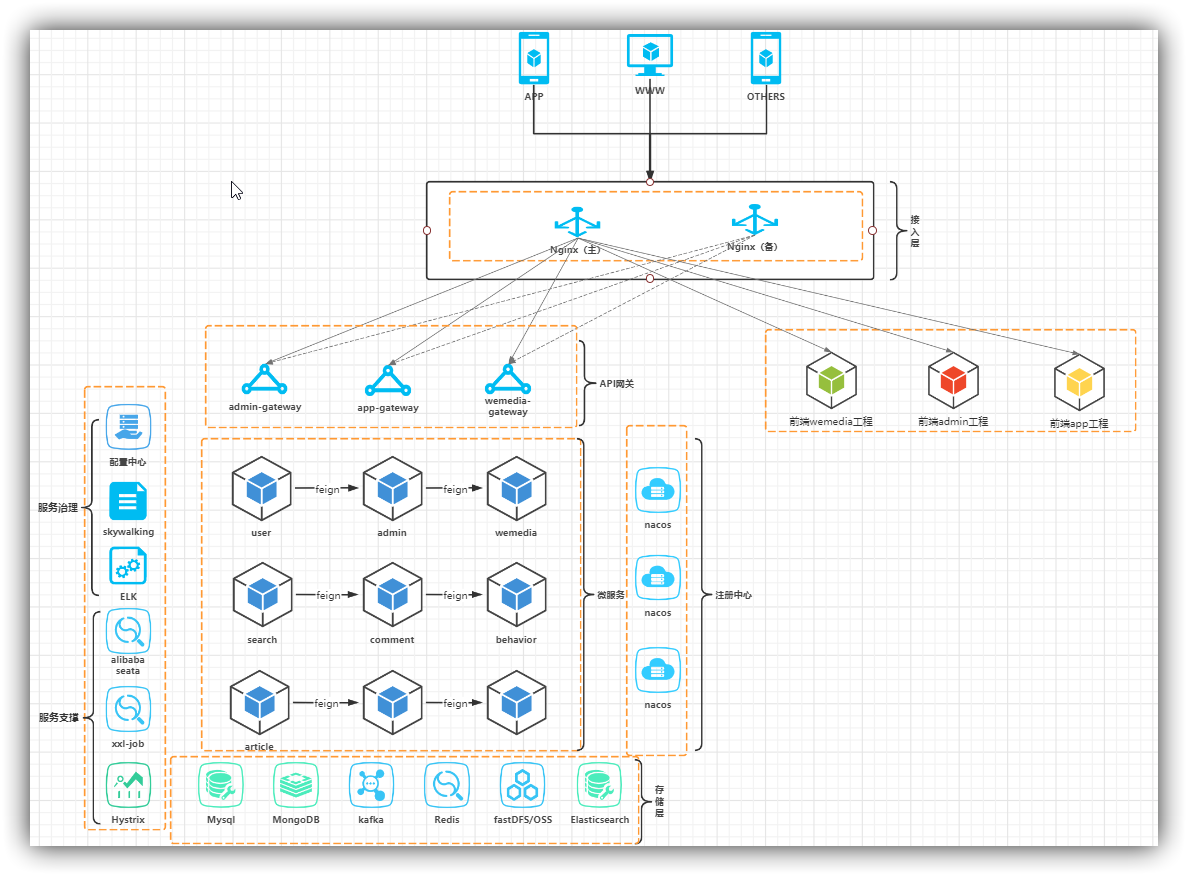 APP
WWW
OTHERS
Nginx（主）
Nginx（备）
接
入
层
admin-gateway
app-gateway
wemedia-
gateway
API网关
前端wemedia工程
前端admin工程
前端app工程
服务治理
配置中心
skywalking
ELK
服务支撑
alibaba
seata
xxl-job
Hystrix
user
feign
admin
feign
wemedia
search
feign
comment
feign
behavior
article
feign
feign
微服务
nacos
nacos
nacos
注册中心
Mysql
MongoDB
kafka
Redis
fastDFS/OSS
Elasticsearch
存
储
层